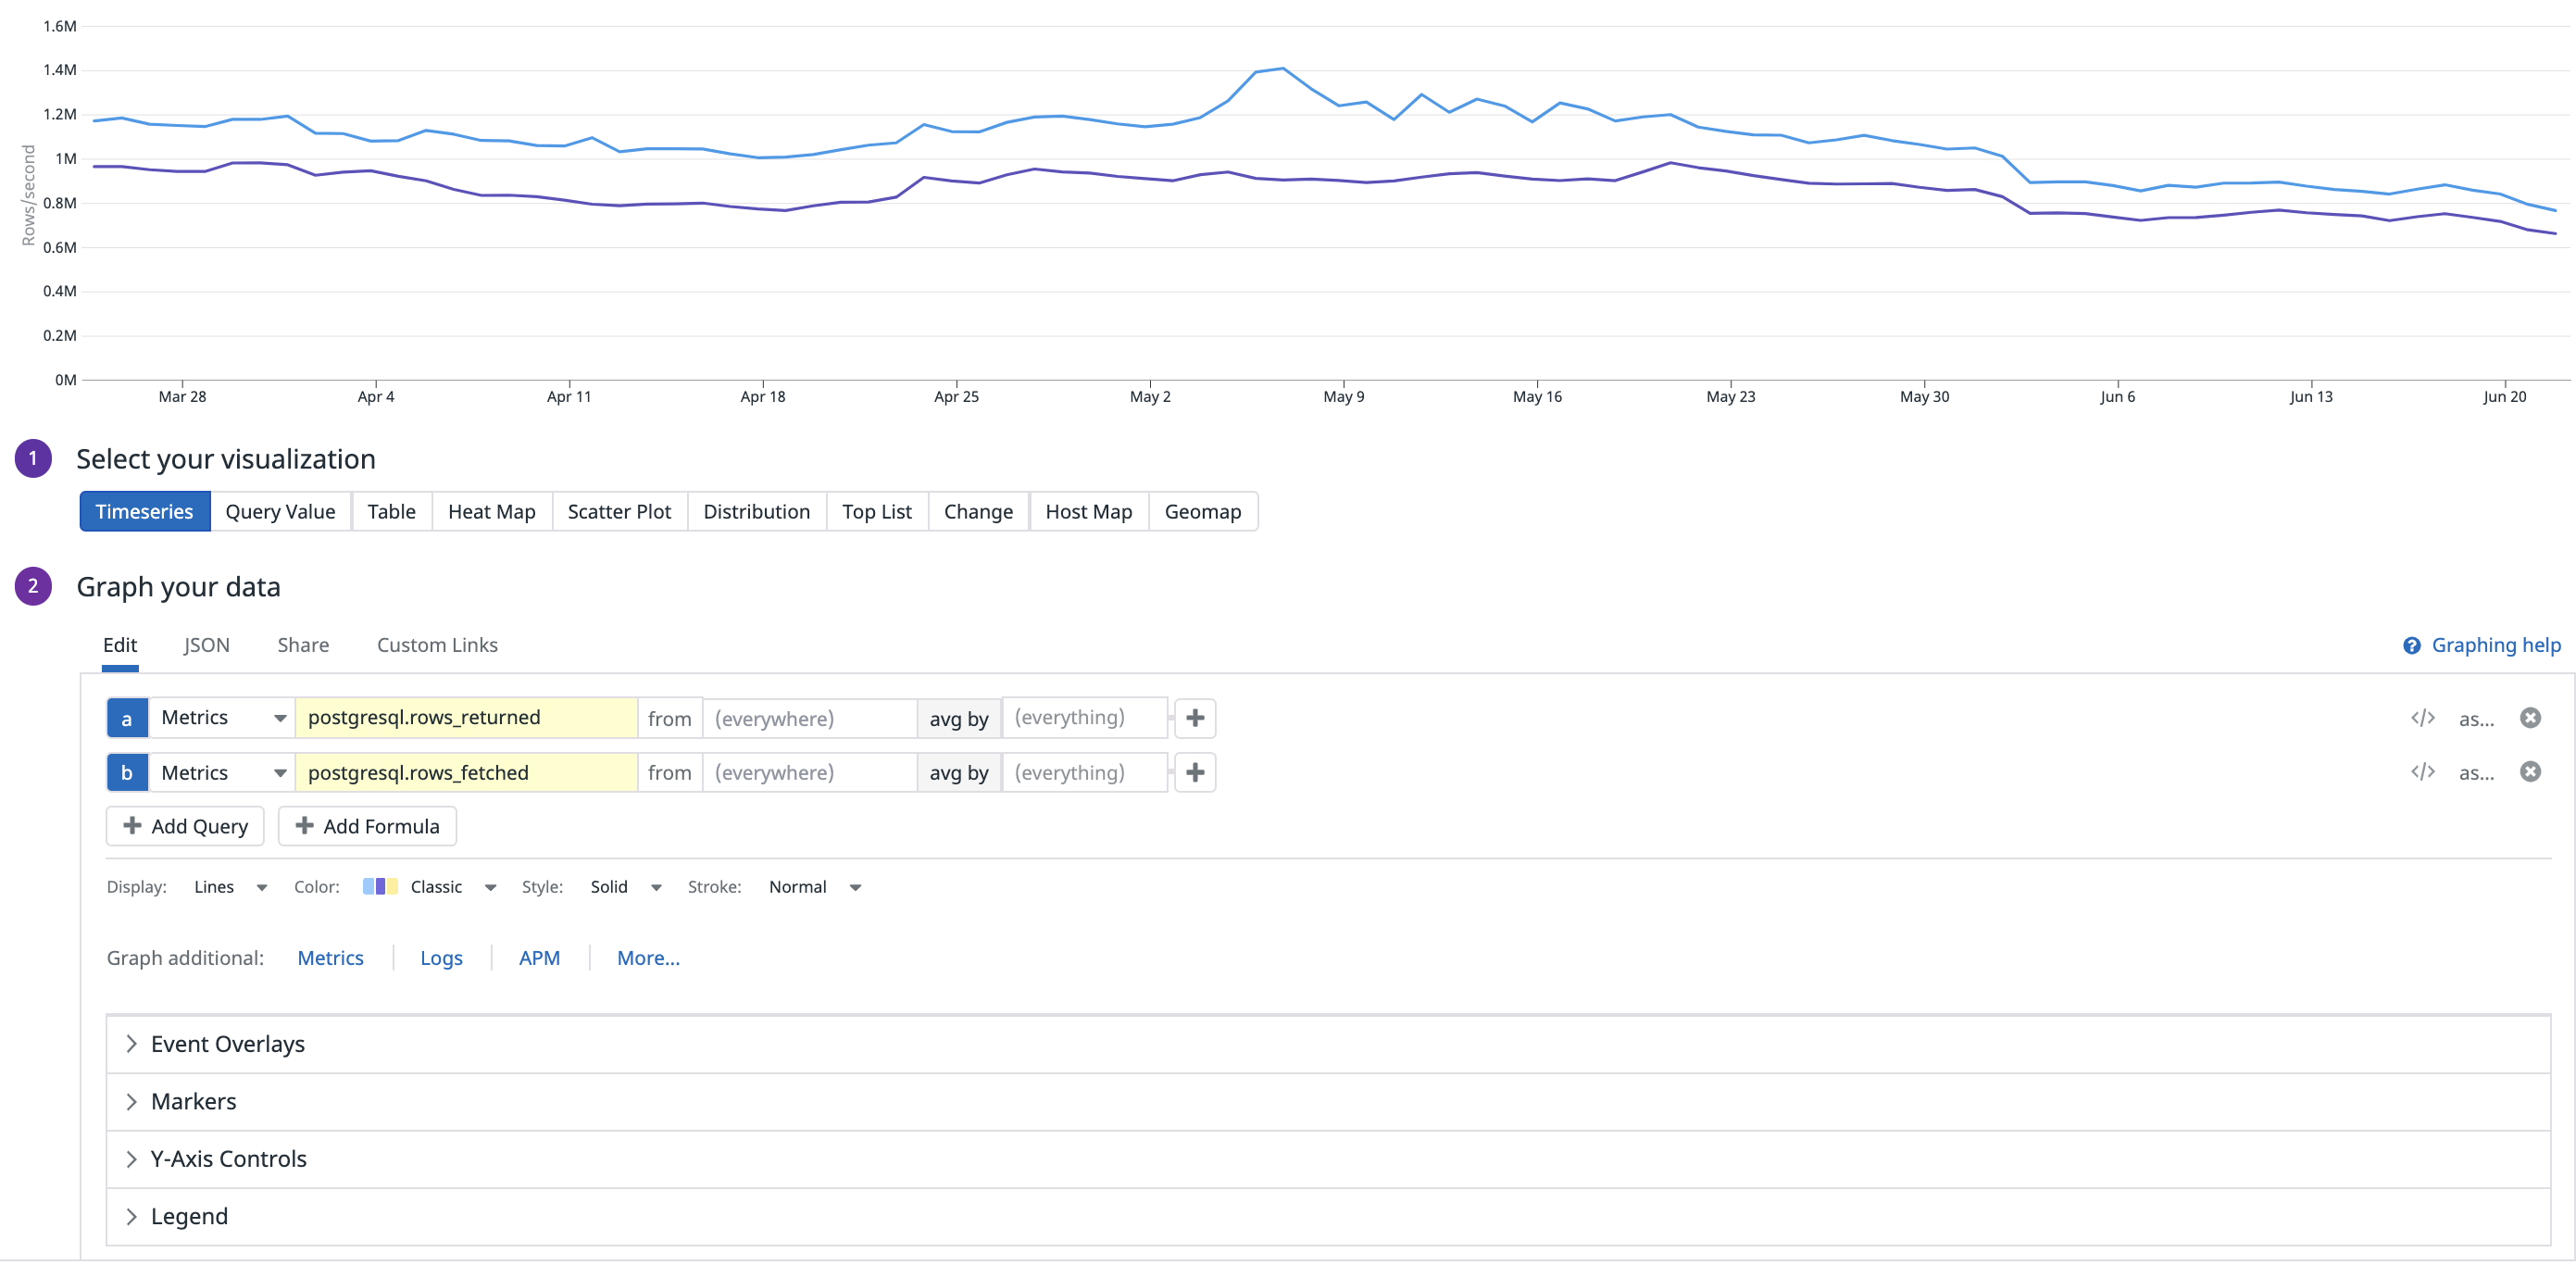 1.6M
1.4M
1.2M
1M
0.8M
0.6M
0.4M
0.2M
0M
Rows/second
Mar 28 Apr 4 Apr 11 Apr 18 Apr 25 May 2 May 9 May 16 May 23 May 30 Jun 6 Jun 13 Jun 20
1 Select your visualization
Timeseries Query Value Table Heat Map Scatter Plot Distribution Top List Change Host Map Geomap
2 Graph your data
Edit JSON Share Custom Links ? Graphing help
a Metrics postgresql.rows_returned from (everywhere) avg by (everything) + </> as...
b Metrics postgresql.rows_fetched from (everywhere) avg by (everything) + </> as...
+ Add Query + Add Formula
Display: Lines Color: Classic Style: Solid Stroke: Normal
Graph additional: Metrics Logs APM More...
Event Overlays
Markers
Y-Axis Controls
Legend